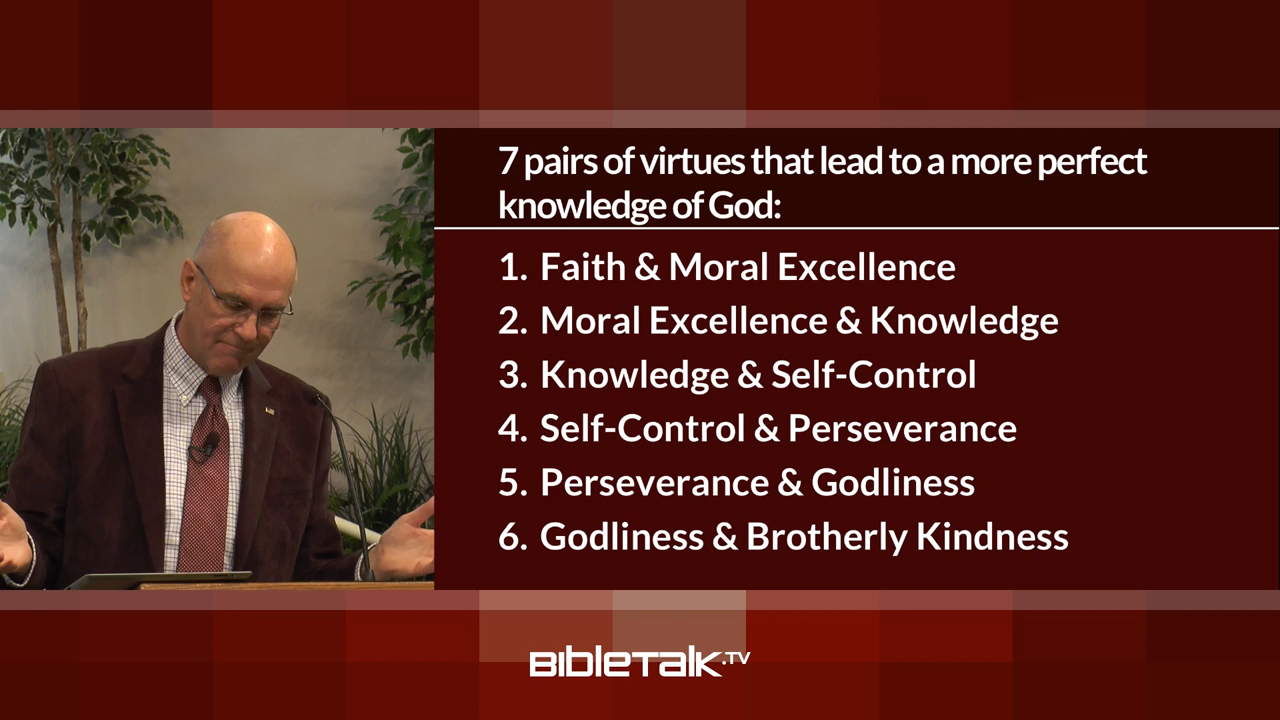 7 pairs of virtues that lead to a more perfect
knowledge of God:
1. Faith & Moral Excellence
2. Moral Excellence & Knowledge
3. Knowledge & Self-Control
4. Self-Control & Perseverance
5. Perseverance & Godliness
6. Godliness & Brotherly Kindness
BIBLETALK.TV